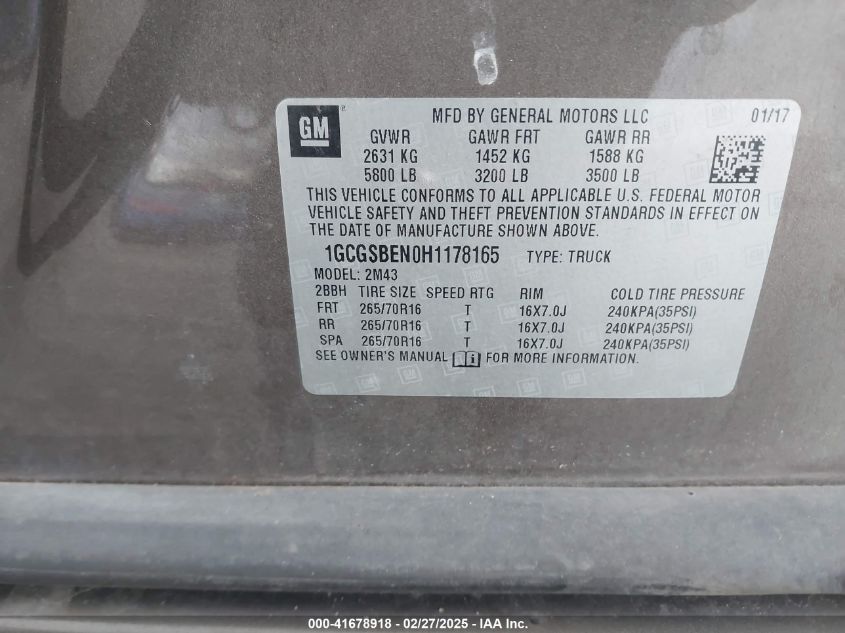 GM
MFD BY GENERAL MOTORS LLC 01/17
GVWR GAWR FRT GAWR RR
2631 KG 1452 KG 1588 KG
5800 LB 3200 LB 3500 LB
THIS VEHICLE CONFORMS TO ALL APPLICABLE U.S. FEDERAL MOTOR
VEHICLE SAFETY AND THEFT PREVENTION STANDARDS IN EFFECT ON
THE DATE OF MANUFACTURE SHOWN ABOVE.
1GCGSBEN0H1178165 TYPE: TRUCK
MODEL: 2M43
2BBH TIRE SIZE SPEED RTG RIM COLD TIRE PRESSURE
FRT 265/70R16 T 16X7.0J 240KPA(35PSI)
RR 265/70R16 T 16X7.0J 240KPA(35PSI)
SPA 265/70R16 T 16X7.0J 240KPA(35PSI)
SEE OWNER'S MANUAL FOR MORE INFORMATION.
000-41678918 - 02/27/2025 - IAA Inc.